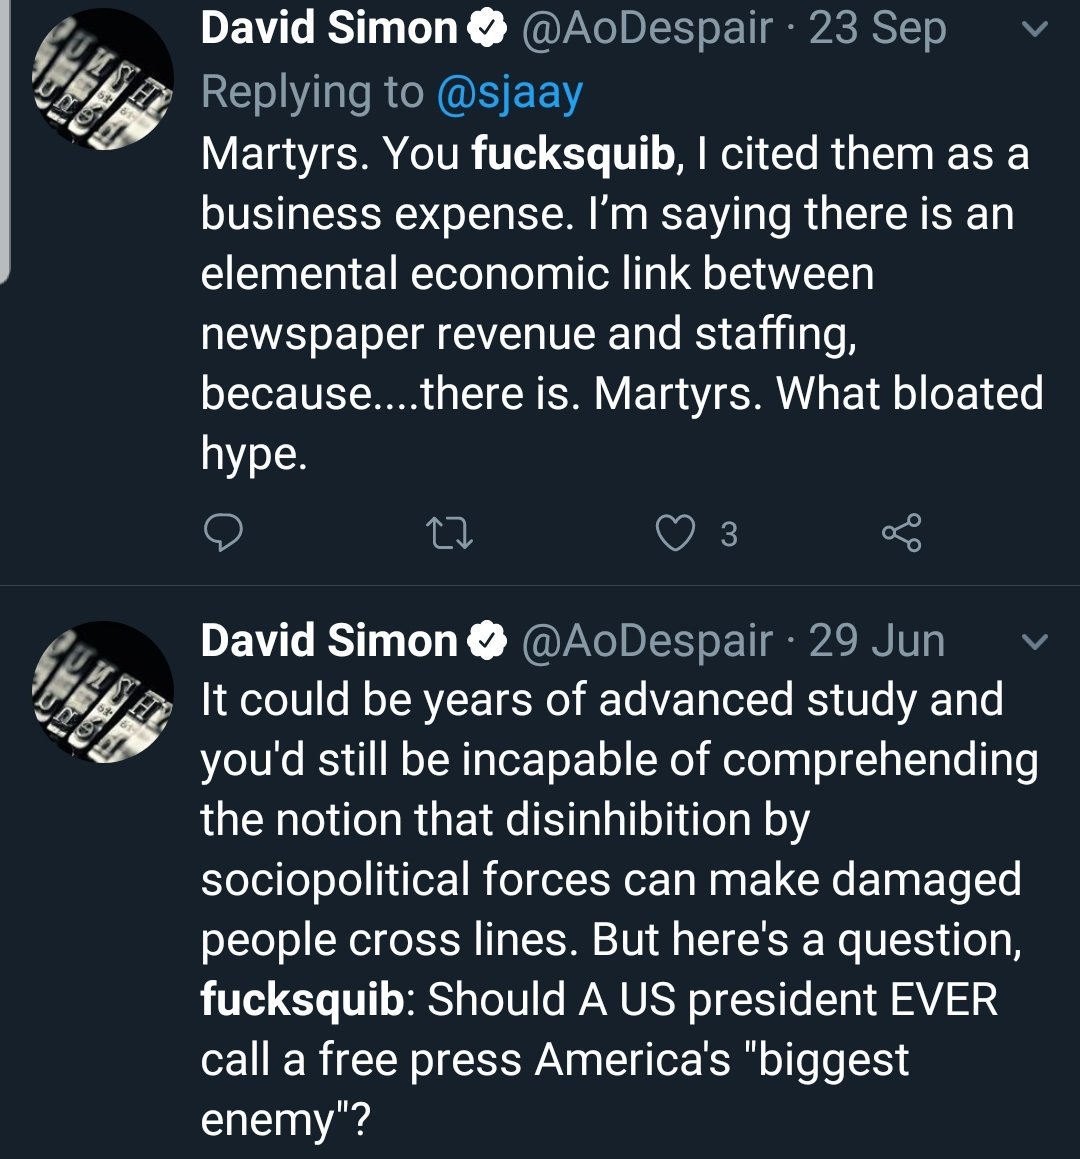 David Simon @AoDespair · 23 Sep
Replying to @sjaay
Martyrs. You fucksquib, I cited them as a
business expense. I’m saying there is an
elemental economic link between
newspaper revenue and staffing,
because....there is. Martyrs. What bloated
hype.
3
David Simon @AoDespair · 29 Jun
It could be years of advanced study and
you'd still be incapable of comprehending
the notion that disinhibition by
sociopolitical forces can make damaged
people cross lines. But here's a question,
fucksquib: Should A US president EVER
call a free press America's "biggest
enemy"?